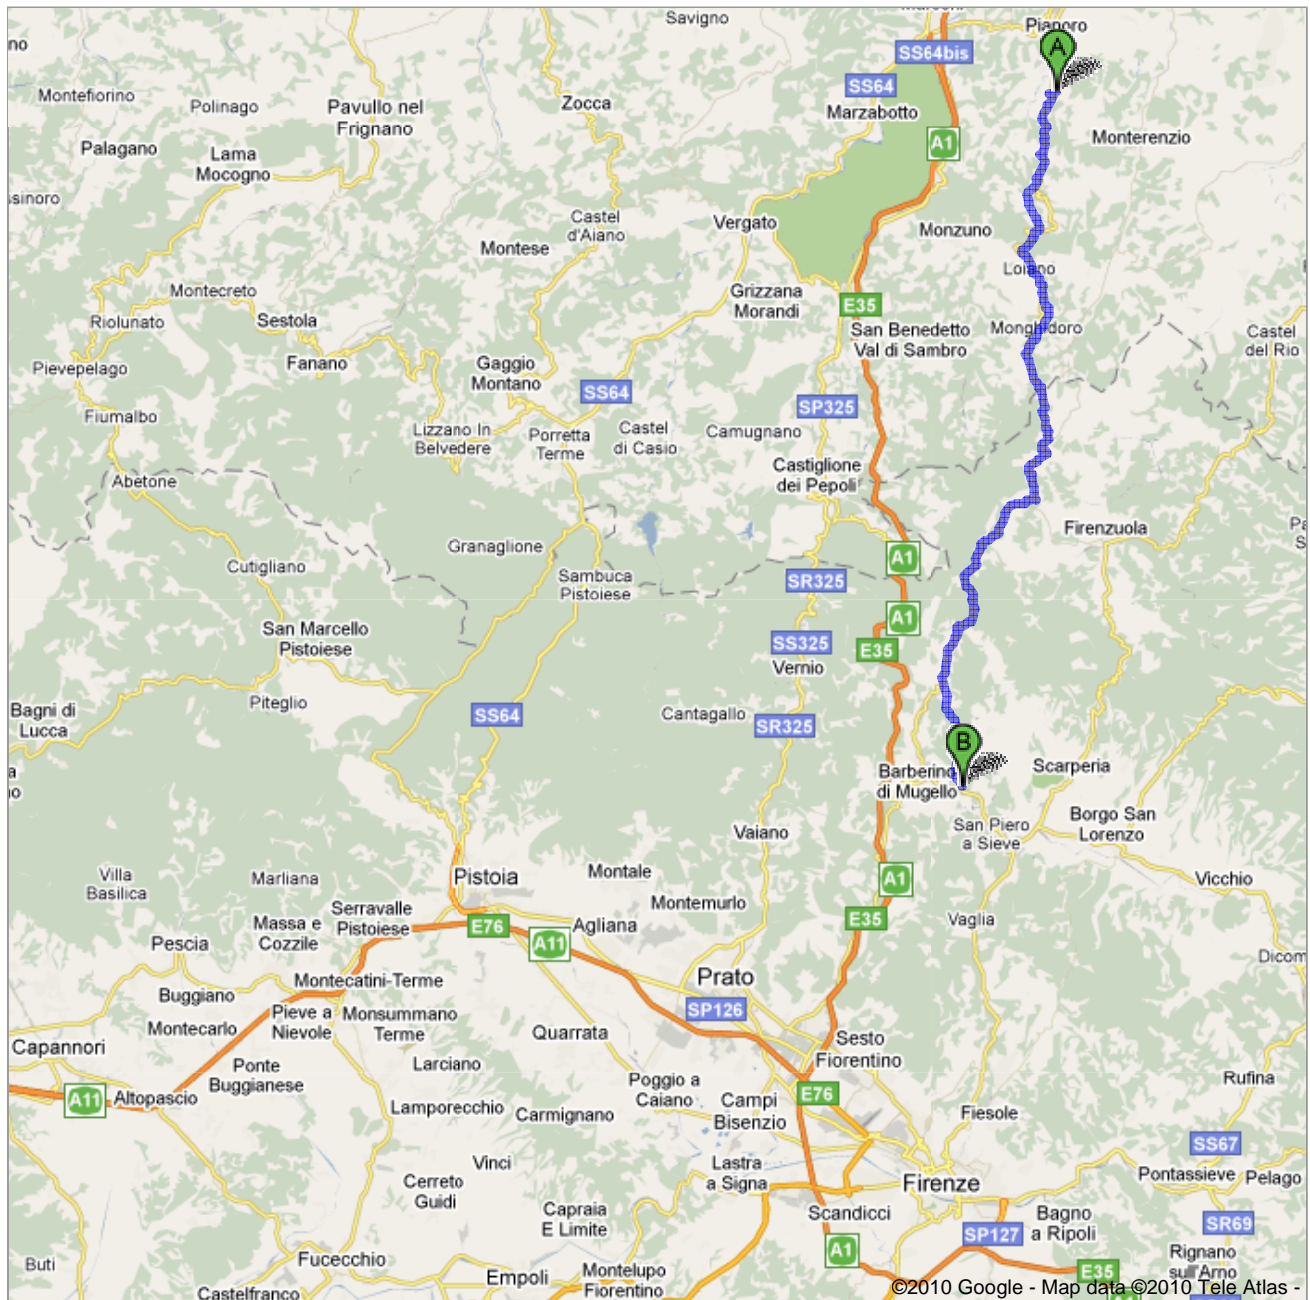 Savigno
Pianoro
no
SS64bis
A
SS64
Montefiorino
Polinago
Pavullo nel
Frignano
Zocca
Marzabotto
Monterenzio
A1
Palagano
Lama
Mocogno
ssinoro
Castel
d'Aiano
Vergato
Monzuno
Montese
Loiano
Montecreto
Grizzana
Morandi
E35
Riolunato
Sestola
San Benedetto
Val di Sambro
Monghidoro
Castel
del Rio
Pievepelago
Fanano
Gaggio
Montano
SS64
SP325
Fiumalbo
Lizzano In
Belvedere
Porretta
Terme
Castel
di Casio
Camugnano
Abetone
Castiglione
dei Pepoli
Firenzuola
Granaglione
A1
Cutigliano
Sambuca
Pistoiese
SR325
A1
San Marcello
Pistoiese
SS325
E35
Vernio
Piteglio
SS64
Cantagallo
SR325
Bagni di
Lucca
B
Barberino
di Mugello
Scarperia
San Piero
a Sieve
Borgo San
Lorenzo
Vaiano
Villa
Basilica
Marliana
Pistoia
Montale
A1
Vicchio
Massa e
Cozzile
Serravalle
Pistoiese
E76
Agliana
Montemurlo
E35
Vaglia
Pescia
A11
Dicom
Montecatini-Terme
Prato
Buggiano
SP126
Montecarlo
Pieve a
Nievole
Monsummano
Terme
Quarrata
Sesto
Fiorentino
Capannori
Ponte
Buggianese
Larciano
Poggio a
Caiano
Campi
Bisenzio
E76
Rufina
A11
Altopascio
Lamporecchio
Carmignano
Fiesole
SS67
Vinci
Lastra
a Signa
Firenze
Pontassieve
Pelago
Cerreto
Guidi
Capraia
E Limite
Scandicci
SP127
Bagno
a Ripoli
SR69
Buti
Fucecchio
A1
E35
Rignano
sull'Arno
Castelfranco
Empoli
Montelupo
Fiorentino
©2010 Google - Map data ©2010 Tele Atlas -